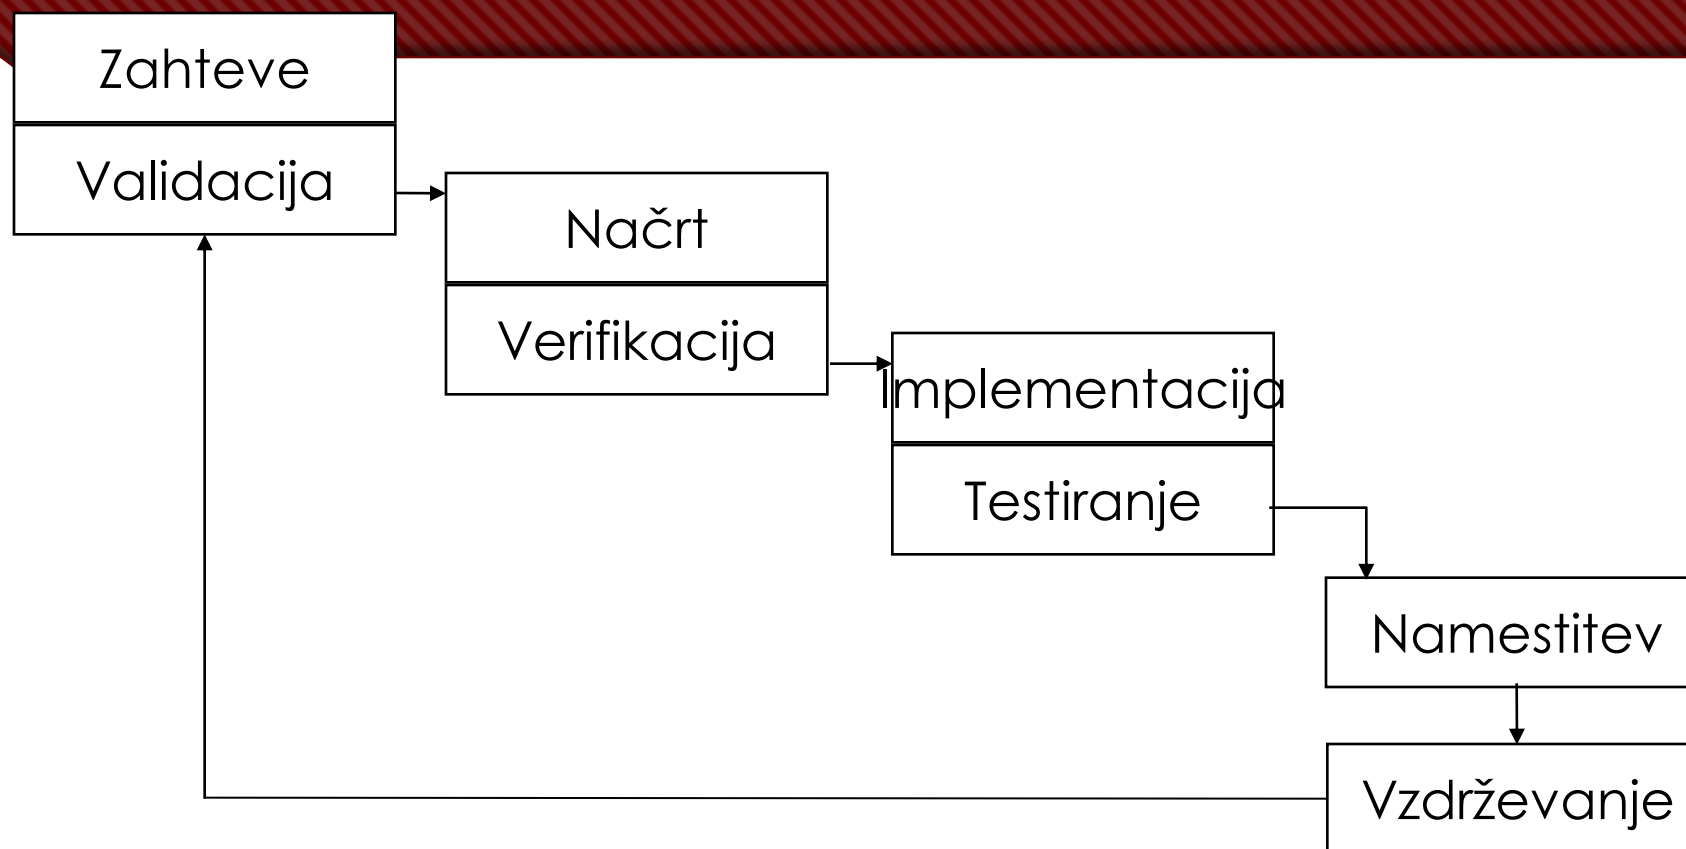 Zahteve
Validacija
Načrt
Verifikacija
Implementacija
Testiranje
Namestitev
Vzdrževanje